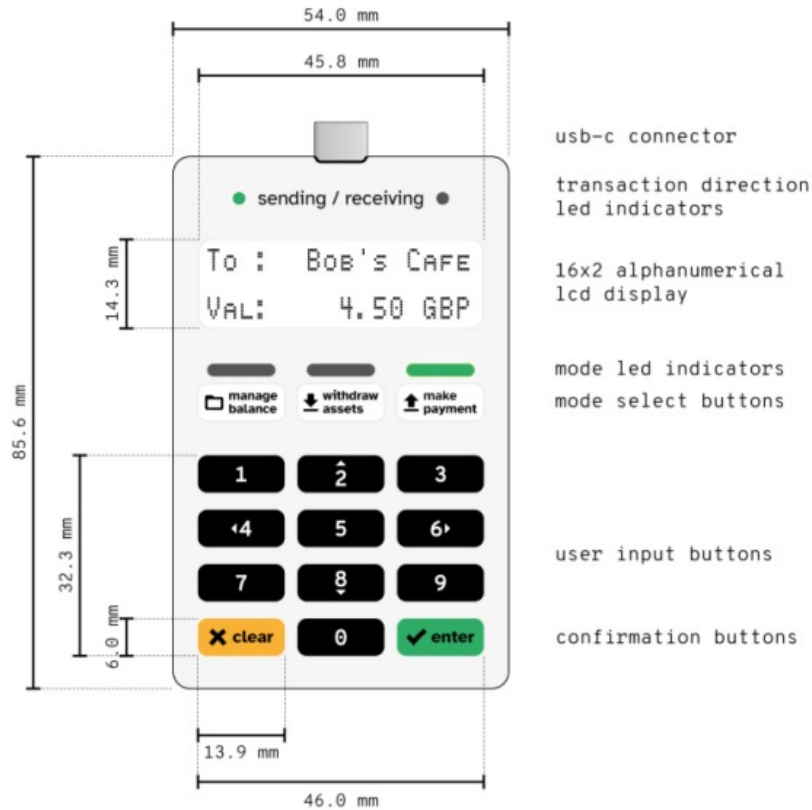 54.0 mm
45.8 mm
usb-c connector
sending / receiving
transaction direction
led indicators
14.3 mm
To : Bob's Cafe
Val: 4.50 GBP
16x2 alphanumerical
lcd display
mode led indicators
manage
balance
withdraw
assets
make
payment
mode select buttons
85.6 mm
1 2 3
4 5 6
7 8 9
32.3 mm
user input buttons
6.0 mm
clear 0 enter
confirmation buttons
13.9 mm
46.0 mm